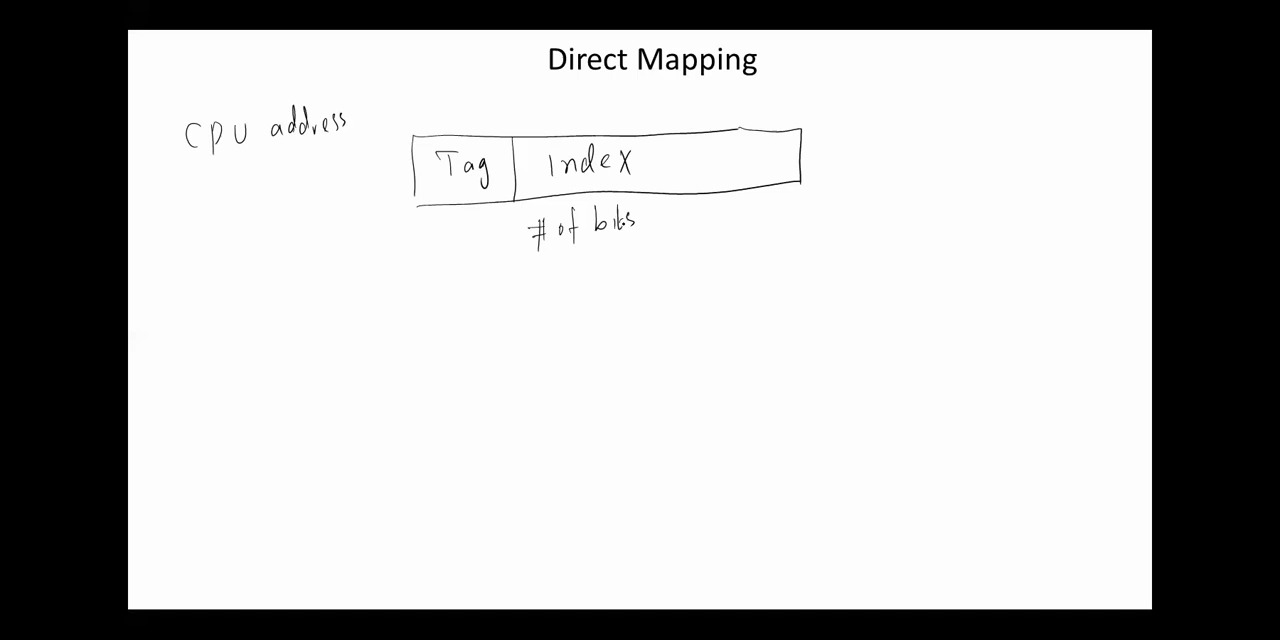 Direct Mapping
CPU address
Tag Index
# of bits